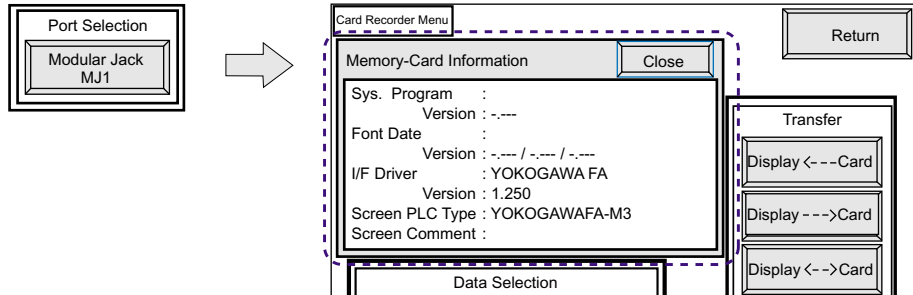 Port Selection
Modular Jack
MJ1
Card Recorder Menu
Return
Memory-Card Information
Close
Sys. Program :
Version : -.---
Font Date :
Version : -.--- / -.--- / -.---
I/F Driver : YOKOGAWA FA
Version : 1.250
Screen PLC Type : YOKOGAWAFA-M3
Screen Comment :
Transfer
Display <---Card
Display --->Card
Display <-->Card
Data Selection